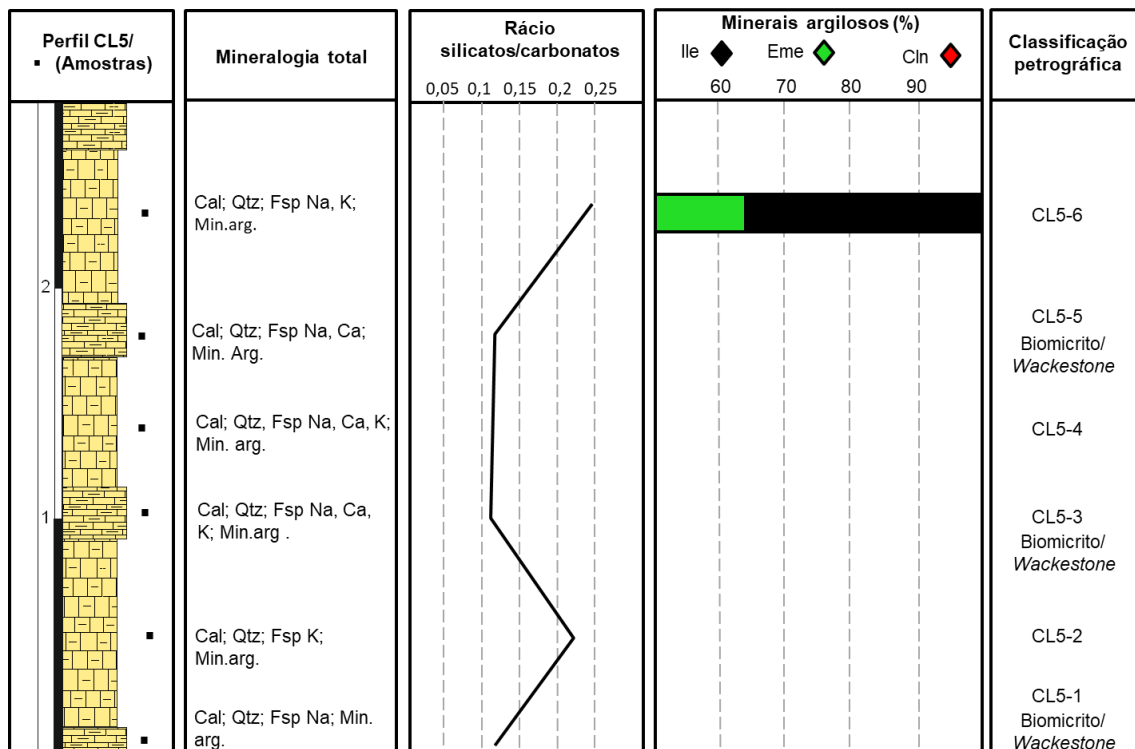 Perfil CL5/
(Amostras)
Mineralogia total
Rácio
silicatos/carbonatos
0,05 0,1 0,15 0,2 0,25
Minerais argilosos (%)
Ile Eme Cln
60 70 80 90
Classificação
petrográfica
Cal; Qtz; Fsp Na, K;
Min.arg.
CL5-6
2
Cal; Qtz; Fsp Na, Ca;
Min. Arg.
CL5-5
Biomicrito/
Wackestone
Cal; Qtz, Fsp Na, Ca, K;
Min. arg.
CL5-4
1
Cal; Qtz; Fsp Na, Ca,
K; Min.arg .
CL5-3
Biomicrito/
Wackestone
Cal; Qtz; Fsp K;
Min.arg.
CL5-2
Cal; Qtz; Fsp Na; Min.
arg.
CL5-1
Biomicrito/
Wackestone